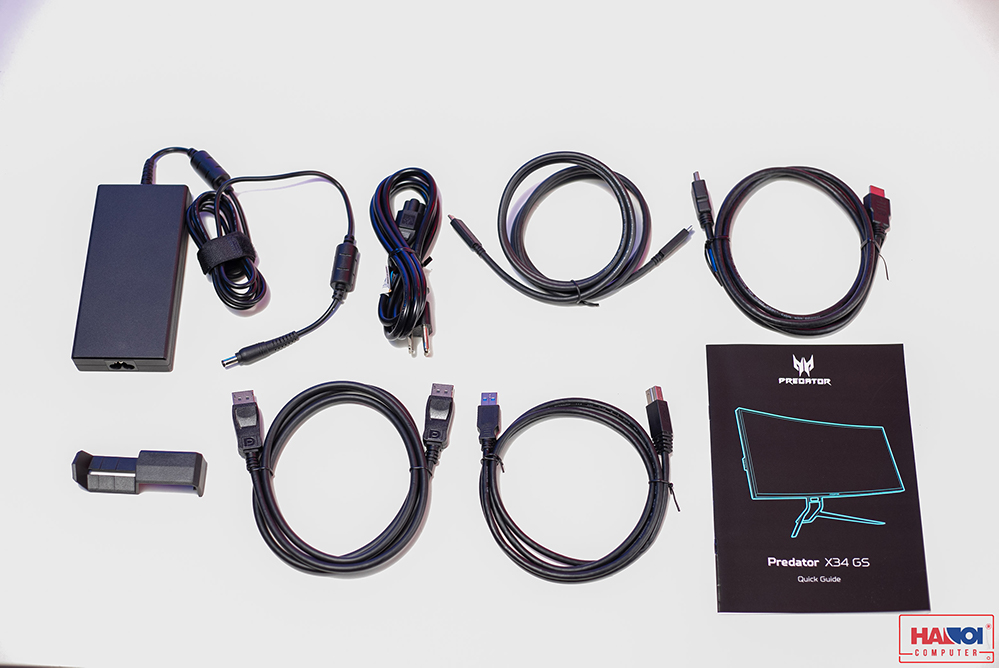 PREDATOR
Predator X34 GS
Quick Guide
HANOI
COMPUTER